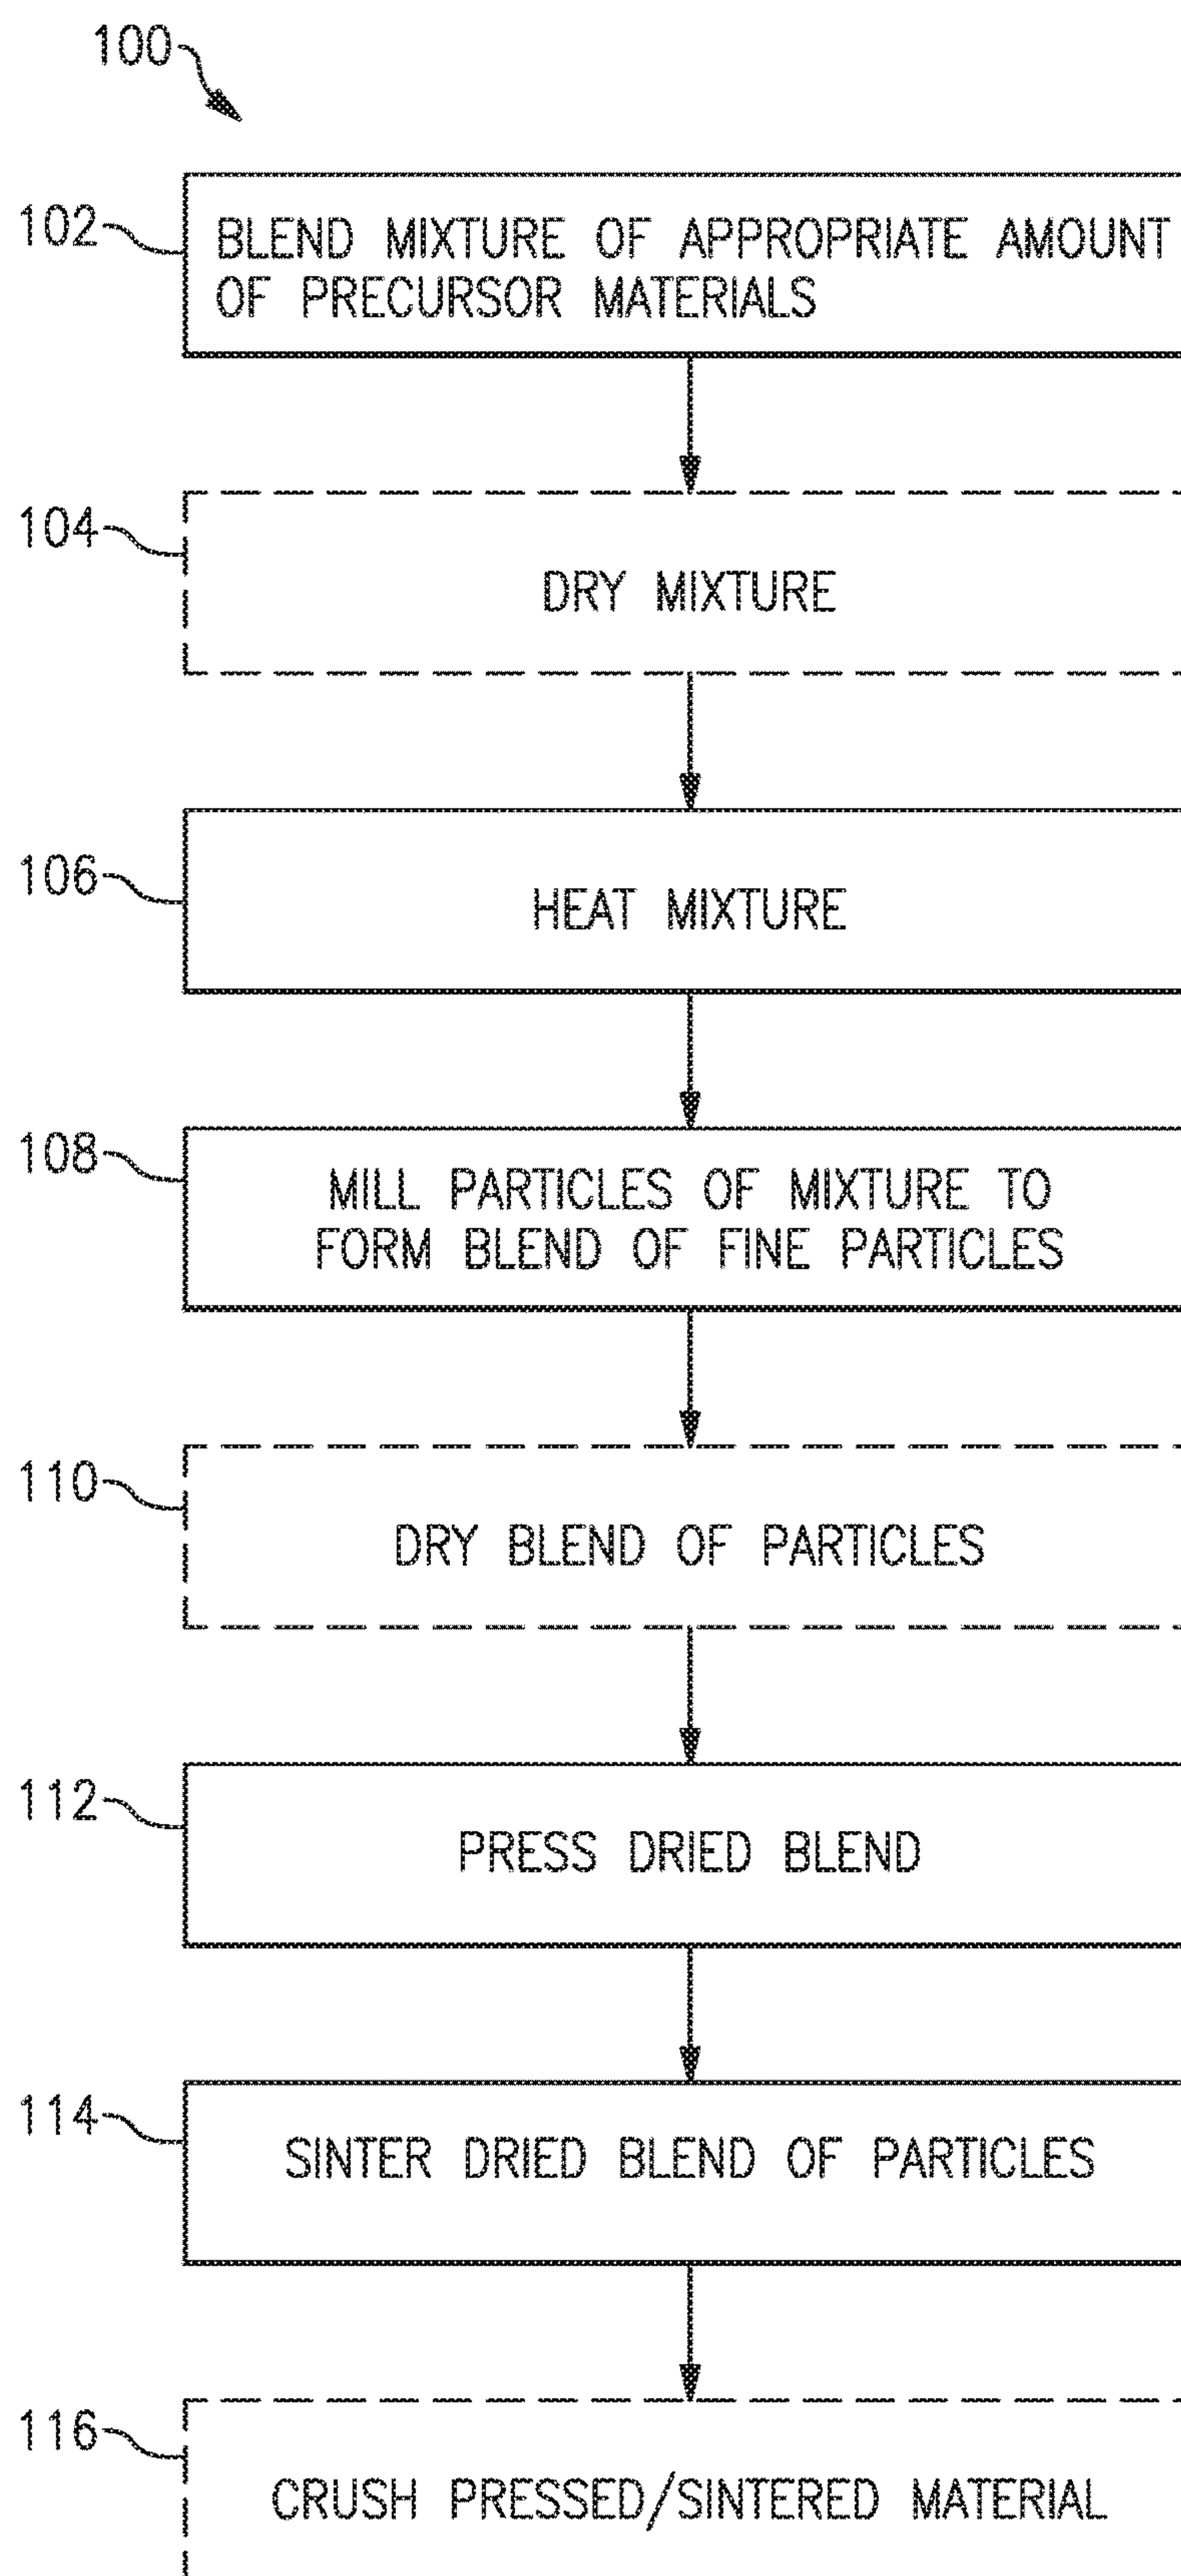 100
102
BLEND MIXTURE OF APPROPRIATE AMOUNT
OF PRECURSOR MATERIALS
104
DRY MIXTURE
106
HEAT MIXTURE
108
MILL PARTICLES OF MIXTURE TO
FORM BLEND OF FINE PARTICLES
110
DRY BLEND OF PARTICLES
112
PRESS DRIED BLEND
114
SINTER DRIED BLEND OF PARTICLES
116
CRUSH PRESSED/SINTERED MATERIAL